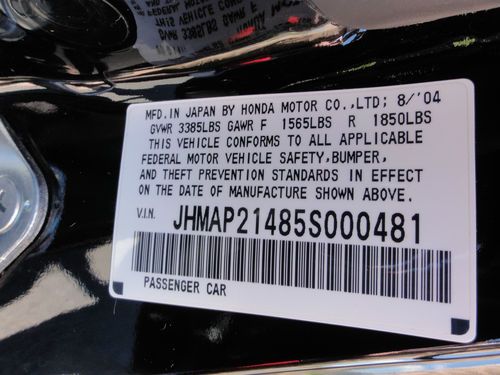 MFD.IN JAPAN BY HONDA MOTOR CO.,LTD; 8/'04
GVWR 3385LBS GAWR F 1565LBS R 1850LBS
THIS VEHICLE CONFORMS TO ALL APPLICABLE
FEDERAL MOTOR VEHICLE SAFETY,BUMPER,
AND THEFT PREVENTION STANDARDS IN EFFECT
ON THE DATE OF MANUFACTURE SHOWN ABOVE.
V.I.N. JHMAP21485S000481
PASSENGER CAR